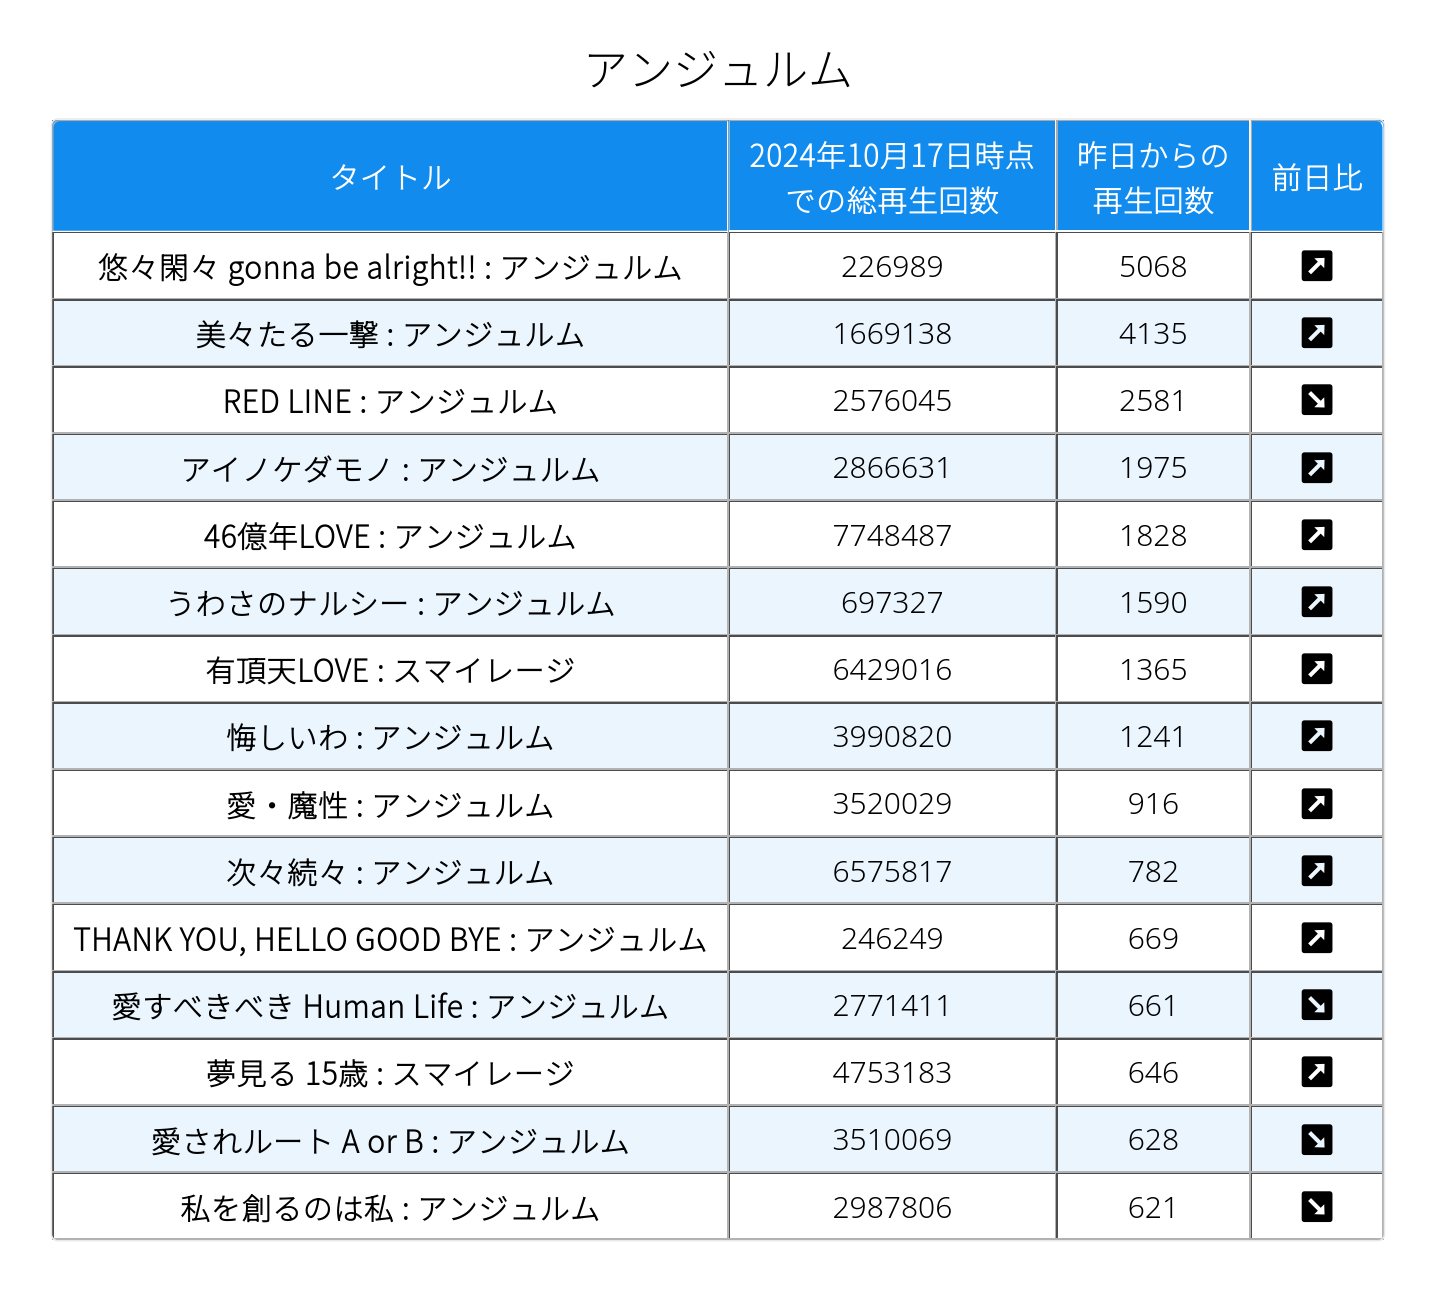 アンジュルム
タイトル 2024年10月17日時点での総再生回数 昨日からの再生回数 前日比
悠々閑々 gonna be alright!! : アンジュルム 226989 5068 ↗
美々たる一撃 : アンジュルム 1669138 4135 ↗
RED LINE : アンジュルム 2576045 2581 ↘
アイノケダモノ : アンジュルム 2866631 1975 ↗
46億年LOVE : アンジュルム 7748487 1828 ↗
うわさのナルシー : アンジュルム 697327 1590 ↗
有頂天LOVE : スマイレージ 6429016 1365 ↗
悔しいわ : アンジュルム 3990820 1241 ↗
愛・魔性 : アンジュルム 3520029 916 ↗
次々続々 : アンジュルム 6575817 782 ↗
THANK YOU, HELLO GOOD BYE : アンジュルム 246249 669 ↗
愛すべきべき Human Life : アンジュルム 2771411 661 ↘
夢見る 15歳 : スマイレージ 4753183 646 ↗
愛されルート A or B : アンジュルム 3510069 628 ↘
私を創るのは私 : アンジュルム 2987806 621 ↘